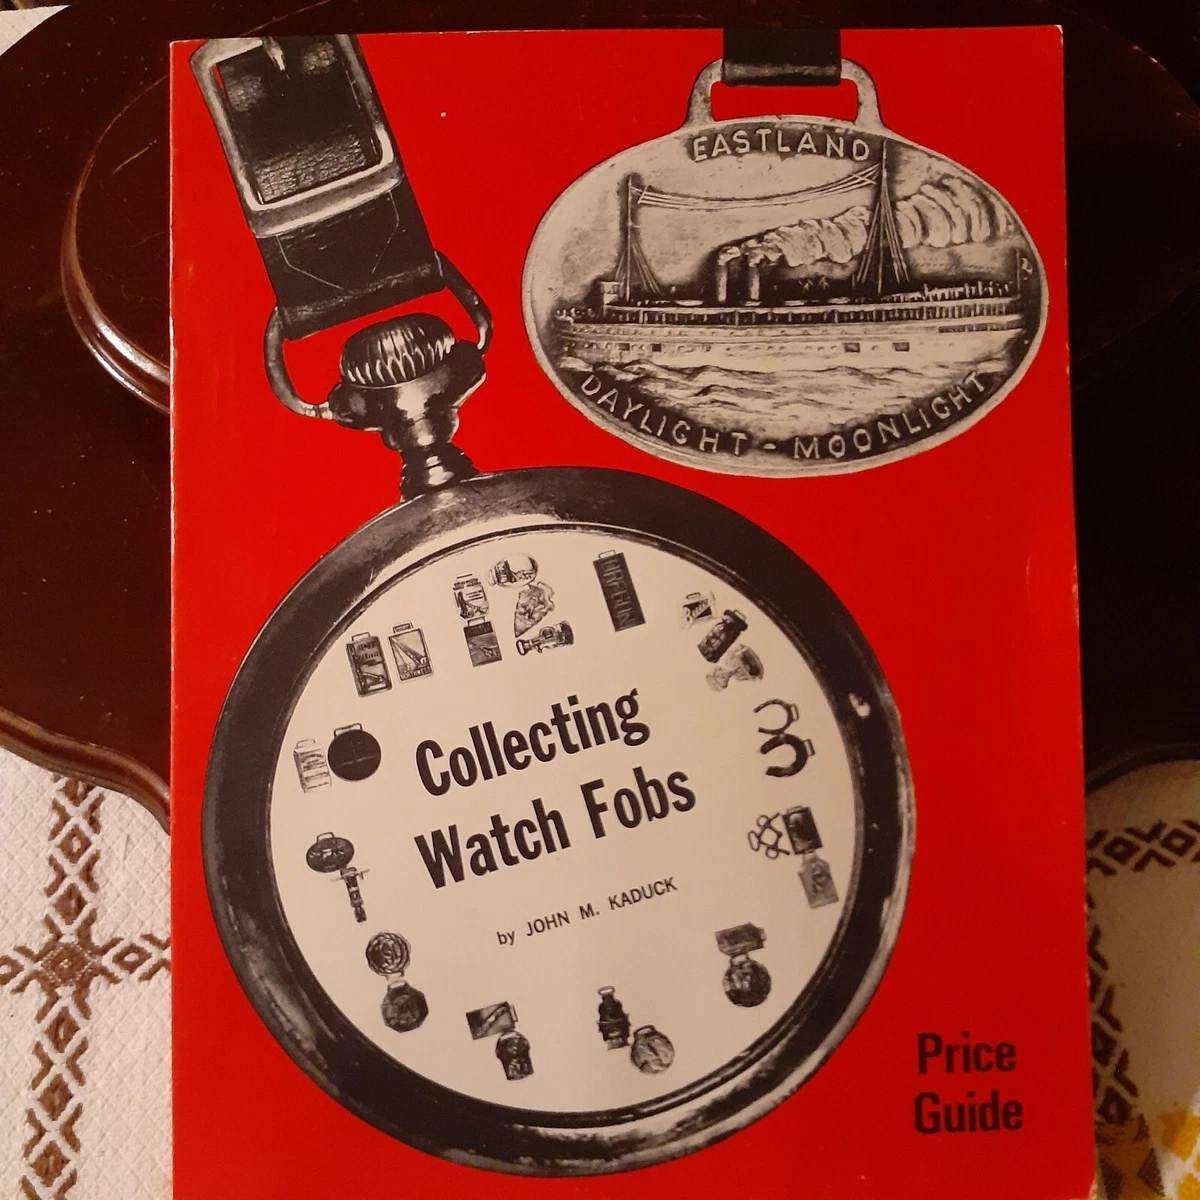 EASTLAND
DAYLIGHT - MOONLIGHT
Collecting
Watch Fobs
by JOHN M. KADUCK
Price
Guide